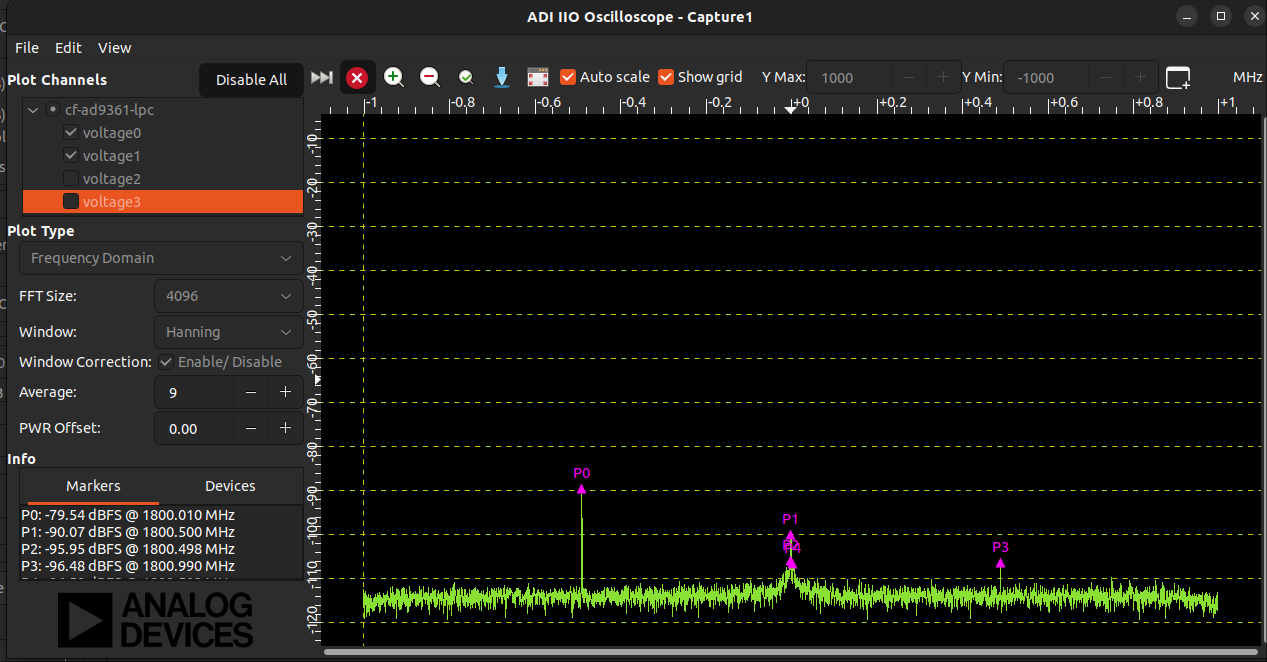 ADI IIO Oscilloscope - Capture1
File Edit View
Plot Channels
Disable All
Auto scale
Show grid
Y Max: 1000
Y Min: -1000
MHz
cf-ad9361-lpc
voltage0
voltage1
voltage2
voltage3
Plot Type
Frequency Domain
FFT Size: 4096
Window: Hanning
Window Correction: Enable/ Disable
Average: 9
PWR Offset: 0.00
Info
Markers Devices
P0: -79.54 dBFS @ 1800.010 MHz
P1: -90.07 dBFS @ 1800.500 MHz
P2: -95.95 dBFS @ 1800.498 MHz
P3: -96.48 dBFS @ 1800.990 MHz
ANALOG
DEVICES
-1 -0.8 -0.6 -0.4 -0.2 +0 +0.2 +0.4 +0.6 +0.8 +1
-10
-20
-30
-40
-50
-60
-70
-80
-90
-100
-110
-120
P0
P1
P3